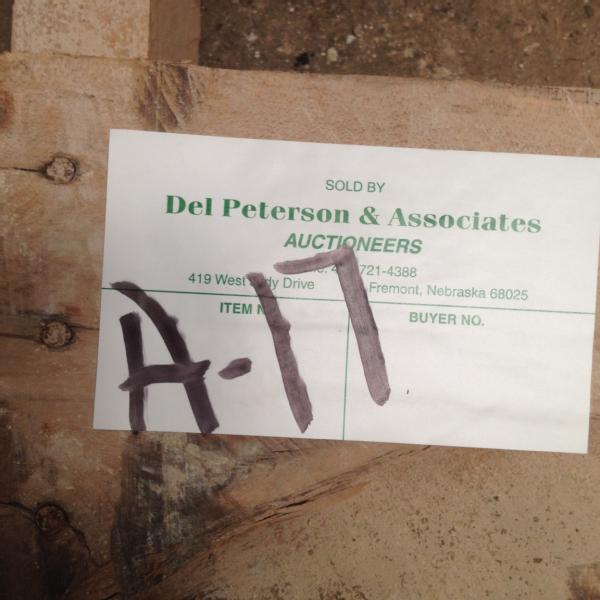 SOLD BY
Del Peterson & Associates
AUCTIONEERS
721-4388
419 West Drive Fremont, Nebraska 68025
ITEM BUYER NO.
A-17